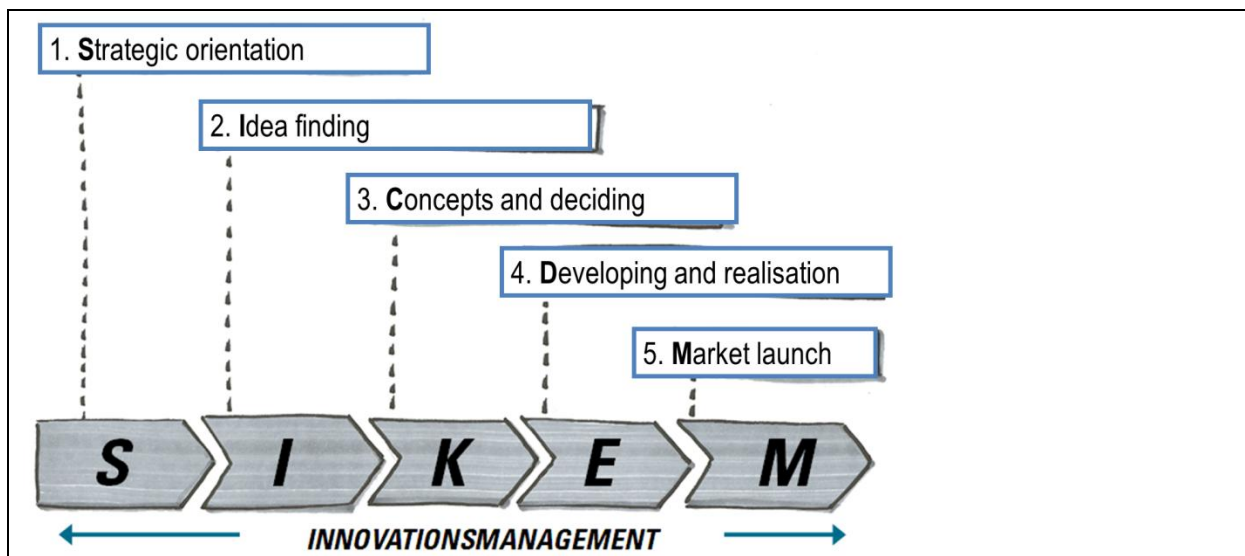 1. Strategic orientation
2. Idea finding
3. Concepts and deciding
4. Developing and realisation
5. Market launch
S I K E M
INNOVATIONSMANAGEMENT